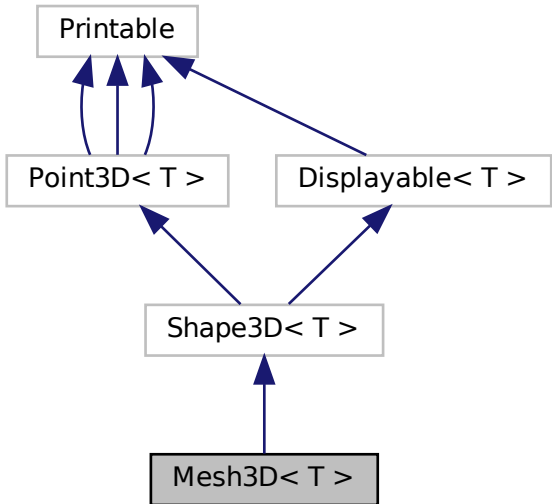 Printable
Point3D< T >
Displayable< T >
Shape3D< T >
Mesh3D< T >